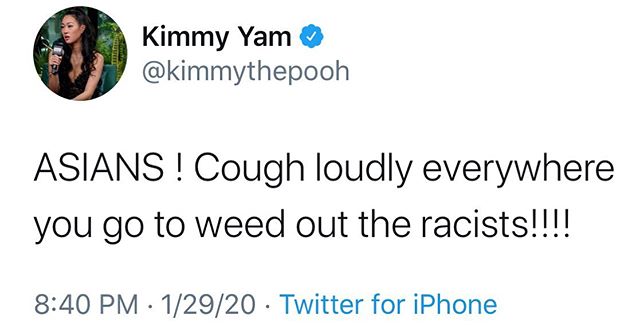 Kimmy Yam
@kimmythepooh
ASIANS ! Cough loudly everywhere
you go to weed out the racists!!!!
8:40 PM · 1/29/20 · Twitter for iPhone